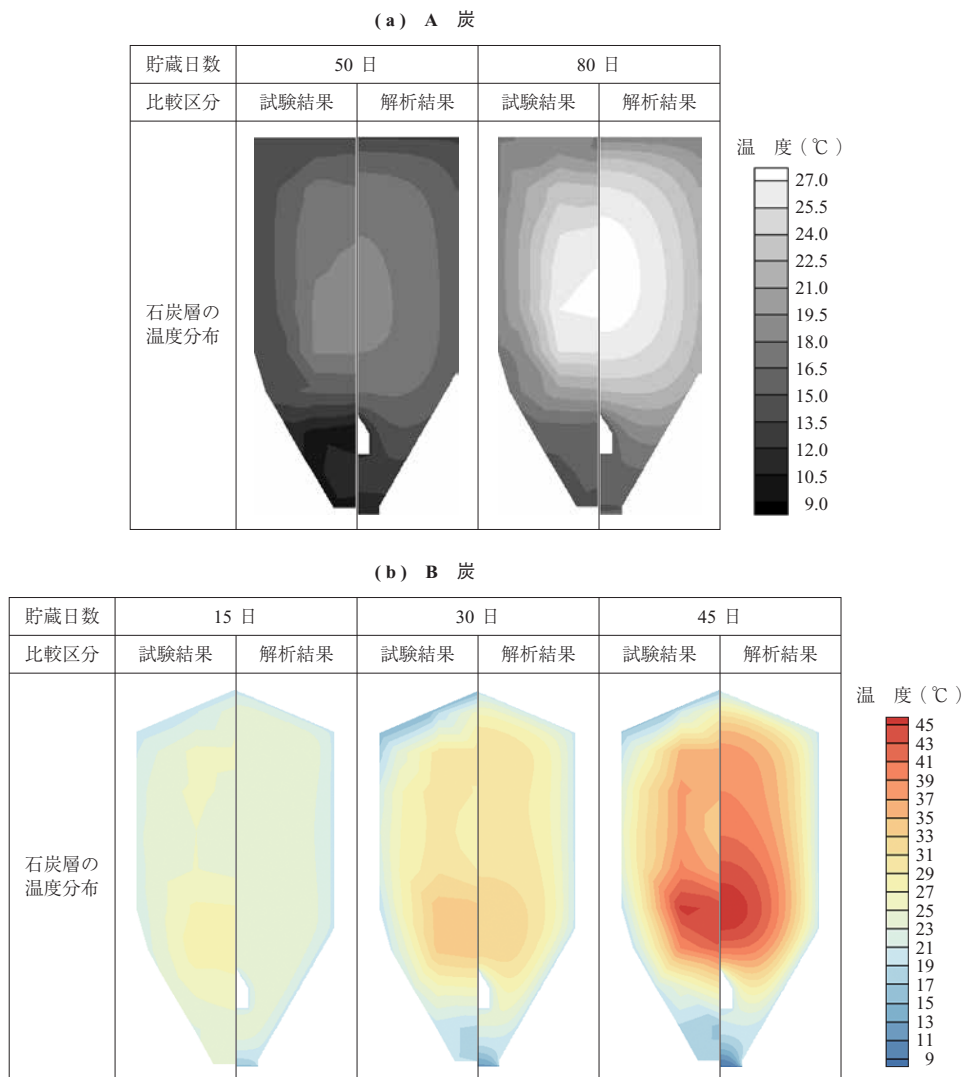 (a) A 炭
貯蔵日数 50 日 80 日
比較区分 試験結果 解析結果 試験結果 解析結果
石炭層の
温度分布
温 度(℃)
27.0
25.5
24.0
22.5
21.0
19.5
18.0
16.5
15.0
13.5
12.0
10.5
9.0
(b) B 炭
貯蔵日数 15 日 30 日 45 日
比較区分 試験結果 解析結果 試験結果 解析結果 試験結果 解析結果
石炭層の
温度分布
温 度(℃)
45
43
41
39
37
35
33
31
29
27
25
23
21
19
17
15
13
11
9